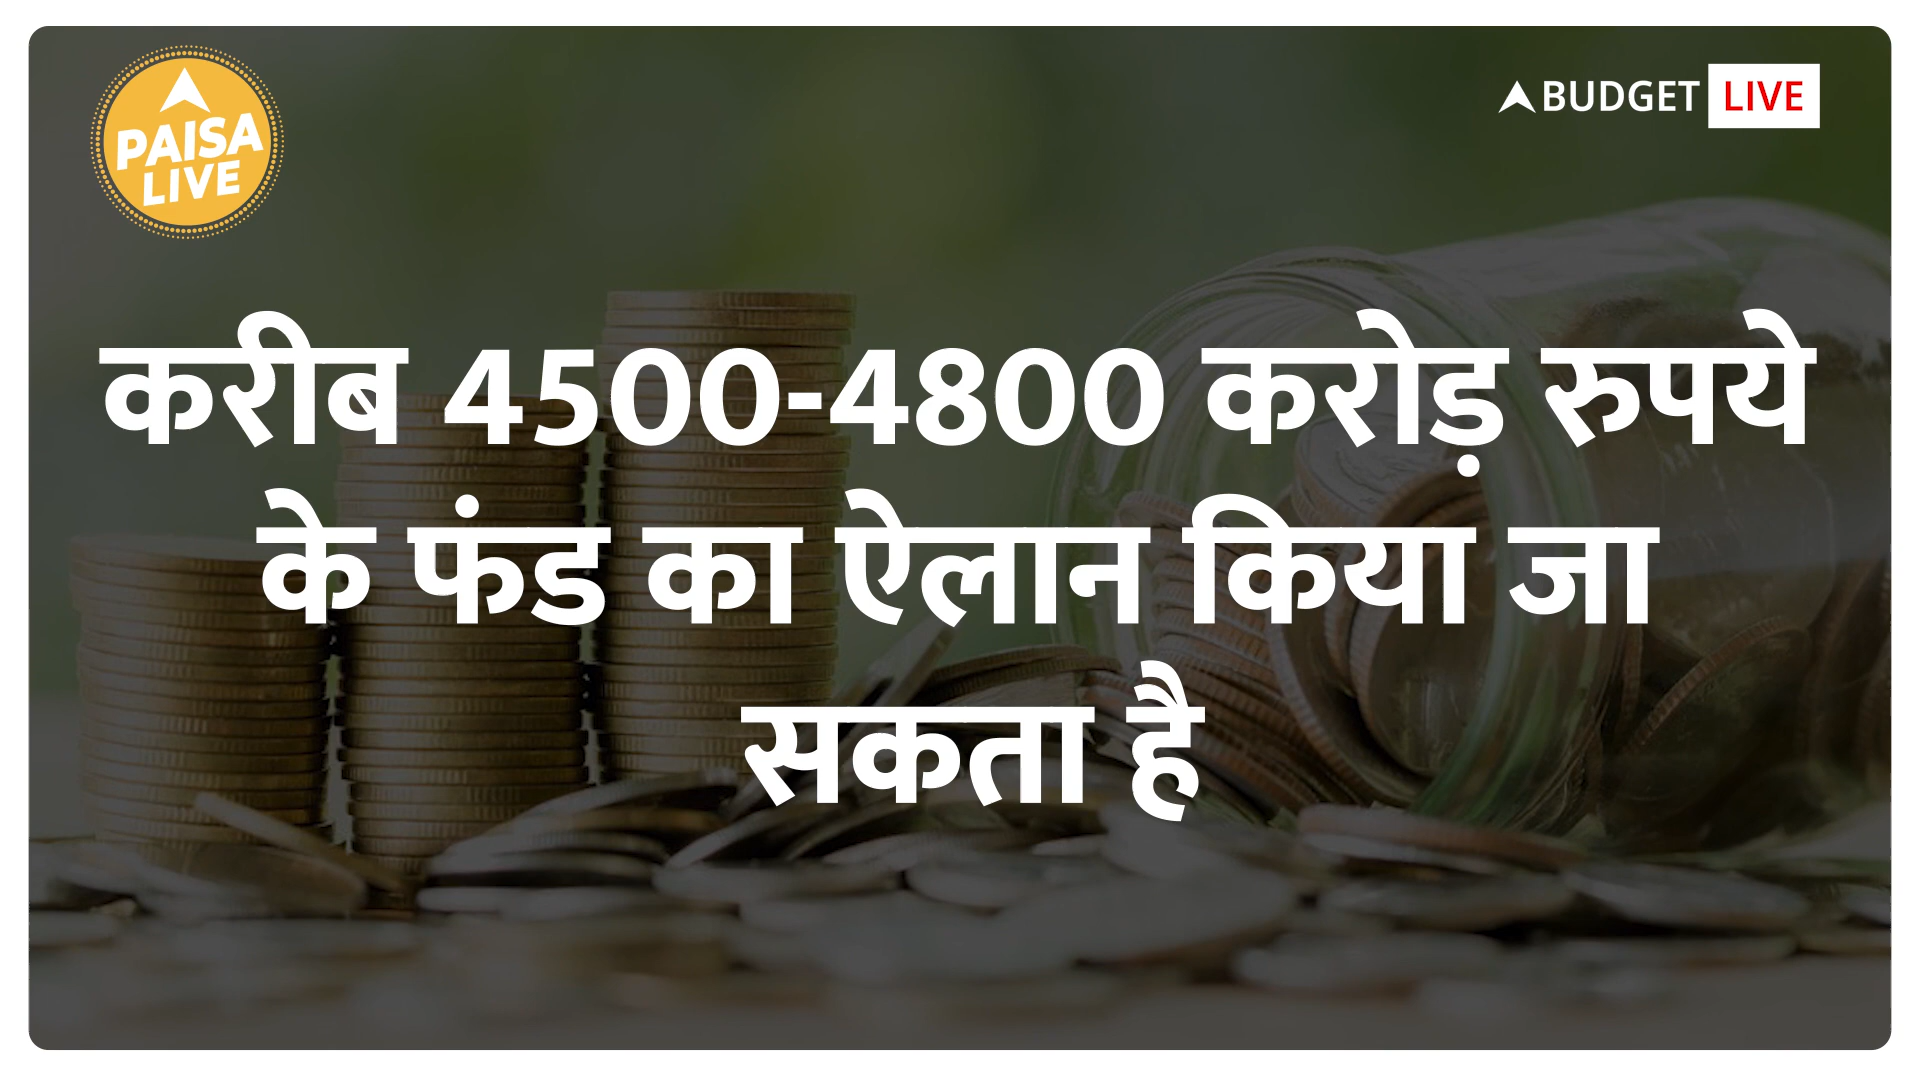 PAISA
LIVE
BUDGET LIVE
करीब 4500-4800 करोड़ रुपये
के फंड का ऐलान किया जा
सकता है